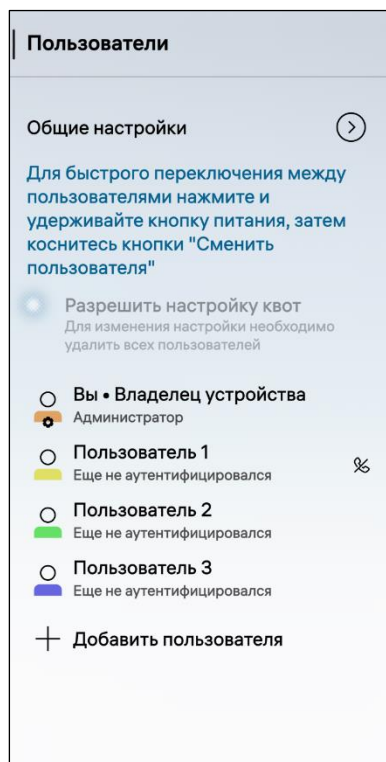 Пользователи
Общие настройки
Для быстрого переключения между
пользователями нажмите и
удерживайте кнопку питания, затем
коснитесь кнопки "Сменить
пользователя"
Разрешить настройку квот
Для изменения настройки необходимо
удалить всех пользователей
Вы • Владелец устройства
Администратор
Пользователь 1
Еще не аутентифицировался
Пользователь 2
Еще не аутентифицировался
Пользователь 3
Еще не аутентифицировался
Добавить пользователя